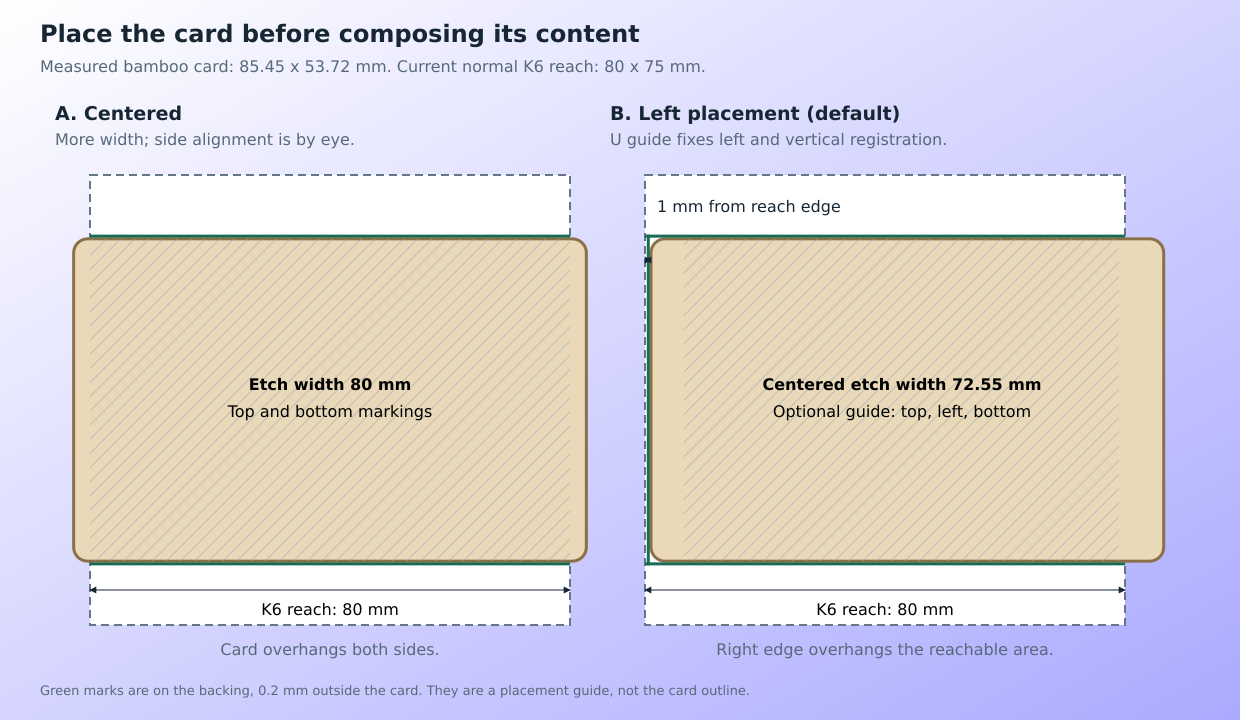 Place the card before composing its content
Measured bamboo card: 85.45 x 53.72 mm. Current normal K6 reach: 80 x 75 mm.
A. Centered
More width; side alignment is by eye.
B. Left placement (default)
U guide fixes left and vertical registration.
1 mm from reach edge
Etch width 80 mm
Top and bottom markings
Centered etch width 72.55 mm
Optional guide: top, left, bottom
K6 reach: 80 mm
K6 reach: 80 mm
Card overhangs both sides.
Right edge overhangs the reachable area.
Green marks are on the backing, 0.2 mm outside the card. They are a placement guide, not the card outline.